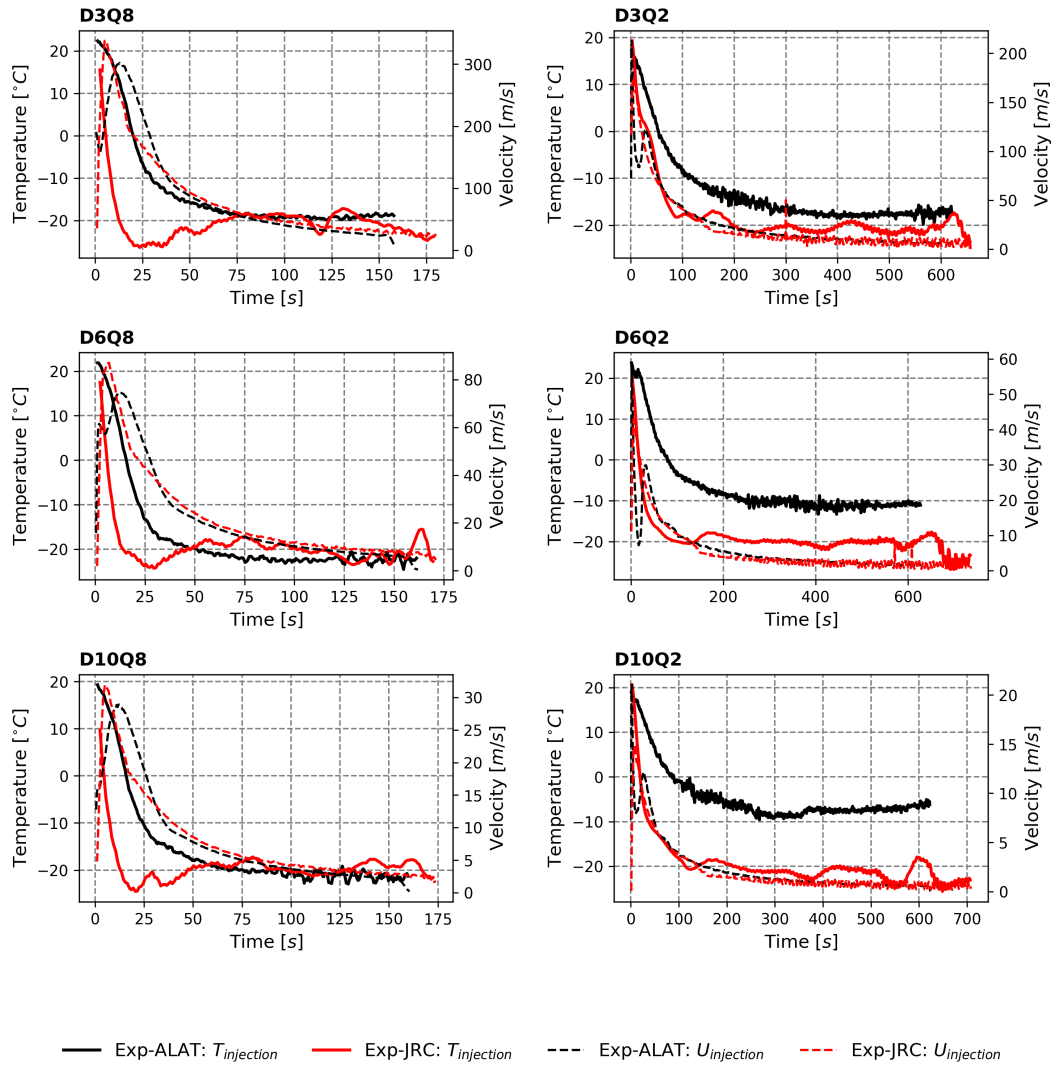 D3Q8
D3Q2
20
10
0
−10
−20
Temperature [°C]
300
200
100
0
Velocity [m/s]
0 25 50 75 100 125 150 175
Time [s]
20
10
0
−10
−20
Temperature [°C]
200
150
100
50
0
Velocity [m/s]
0 100 200 300 400 500 600
Time [s]
D6Q8
D6Q2
20
10
0
−10
−20
Temperature [°C]
80
60
40
20
0
Velocity [m/s]
0 25 50 75 100 125 150 175
Time [s]
20
10
0
−10
−20
Temperature [°C]
60
50
40
30
20
10
0
Velocity [m/s]
0 200 400 600
Time [s]
D10Q8
D10Q2
20
10
0
−10
−20
Temperature [°C]
30
25
20
15
10
5
0
Velocity [m/s]
0 25 50 75 100 125 150 175
Time [s]
20
10
0
−10
−20
Temperature [°C]
20
15
10
5
0
Velocity [m/s]
0 100 200 300 400 500 600 700
Time [s]
Exp-ALAT: T_injection Exp-JRC: T_injection Exp-ALAT: U_injection Exp-JRC: U_injection